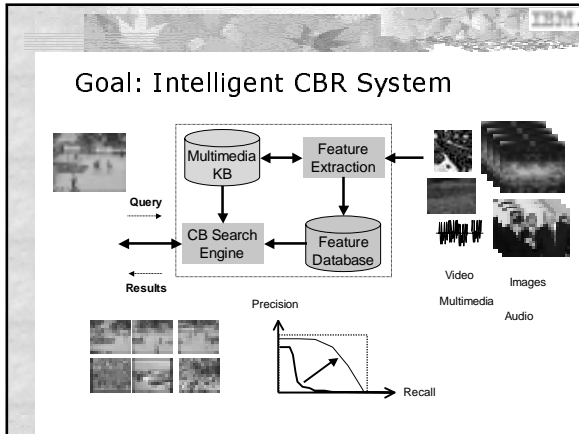 IBM.
Goal: Intelligent CBR System
Multimedia
KB
Feature
Extraction
Query
CB Search
Engine
Feature
Database
Results
Video
Images
Multimedia
Audio
Precision
Recall